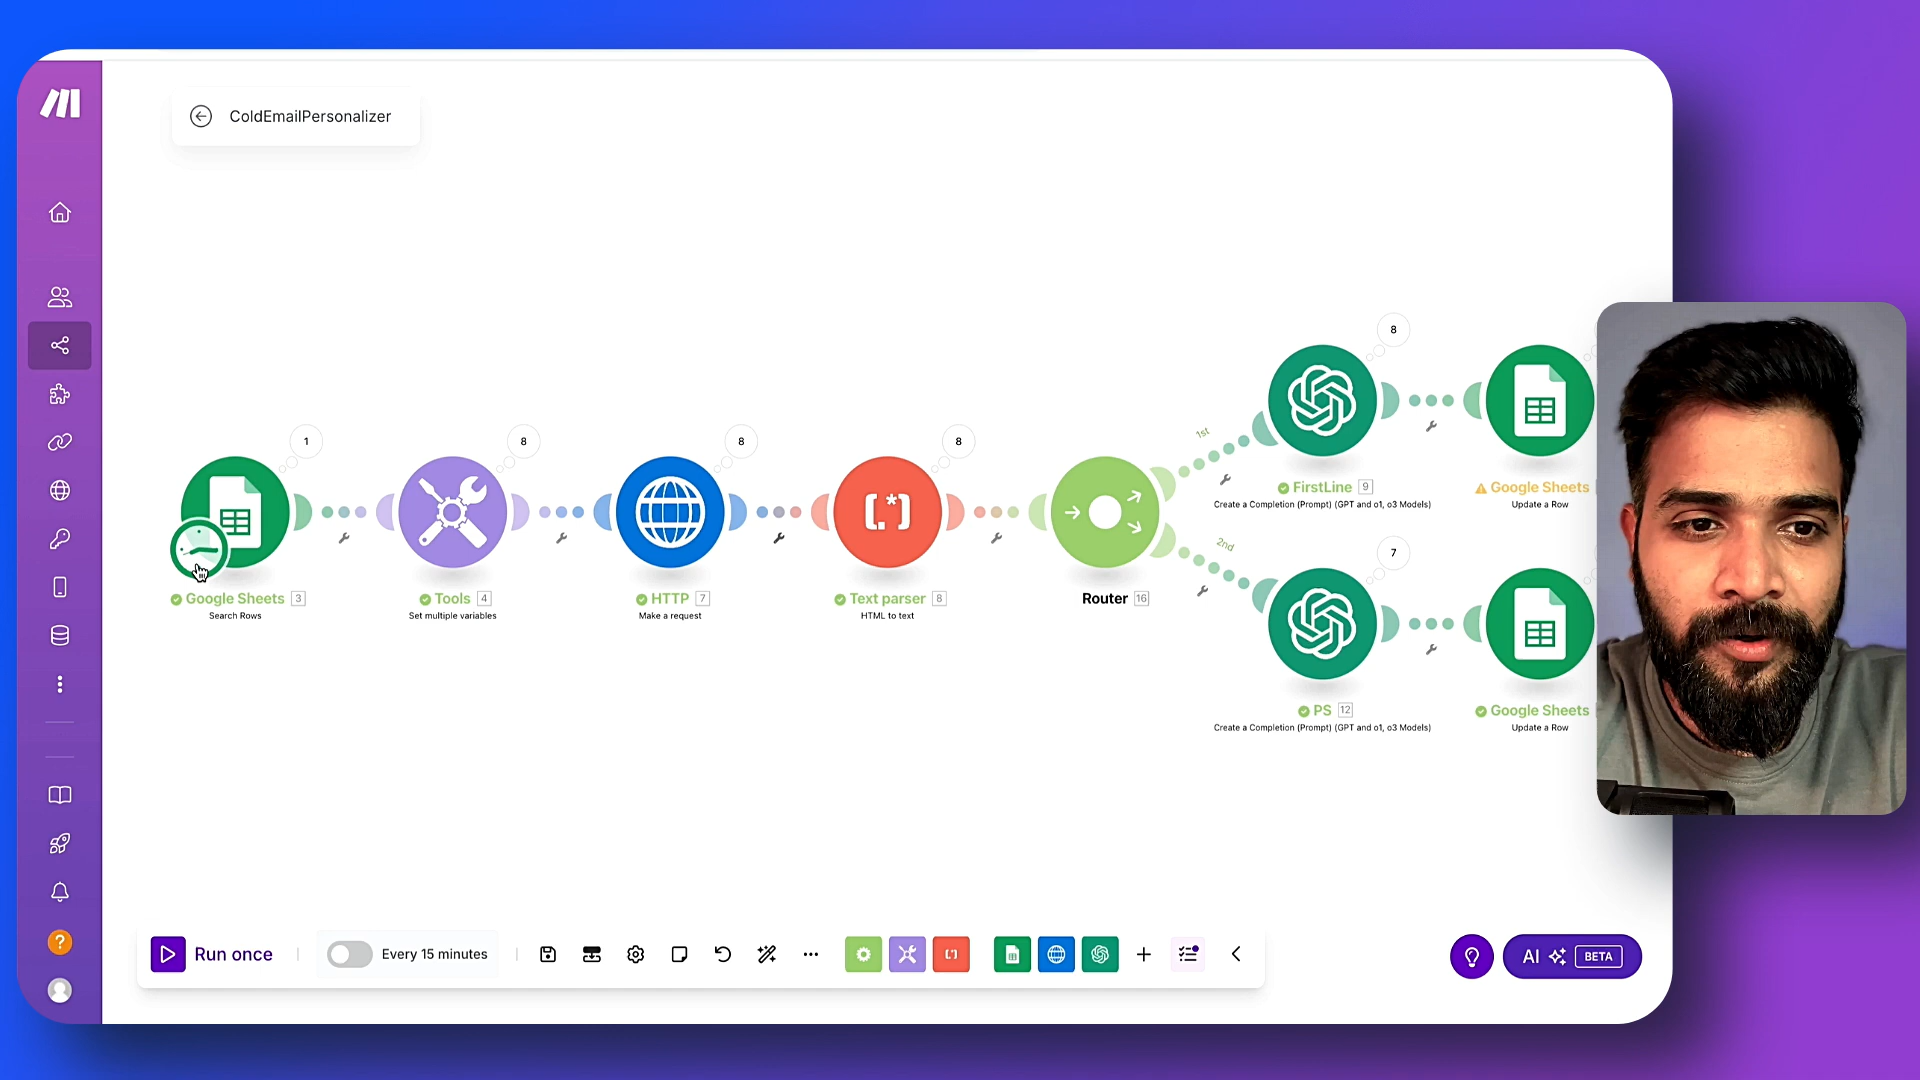 ColdEmailPersonalizer
8
1
8
8
8
1st
FirstLine 9
Create a Completion (Prompt) (GPT and o1, o3 Models)
Google Sheets
Update a Row
2nd
7
Google Sheets 3
Search Rows
Tools 4
Set multiple variables
HTTP 7
Make a request
Text parser 8
HTML to text
Router 16
PS 12
Create a Completion (Prompt) (GPT and o1, o3 Models)
Google Sheets
Update a Row
Run once
Every 15 minutes
AI BETA